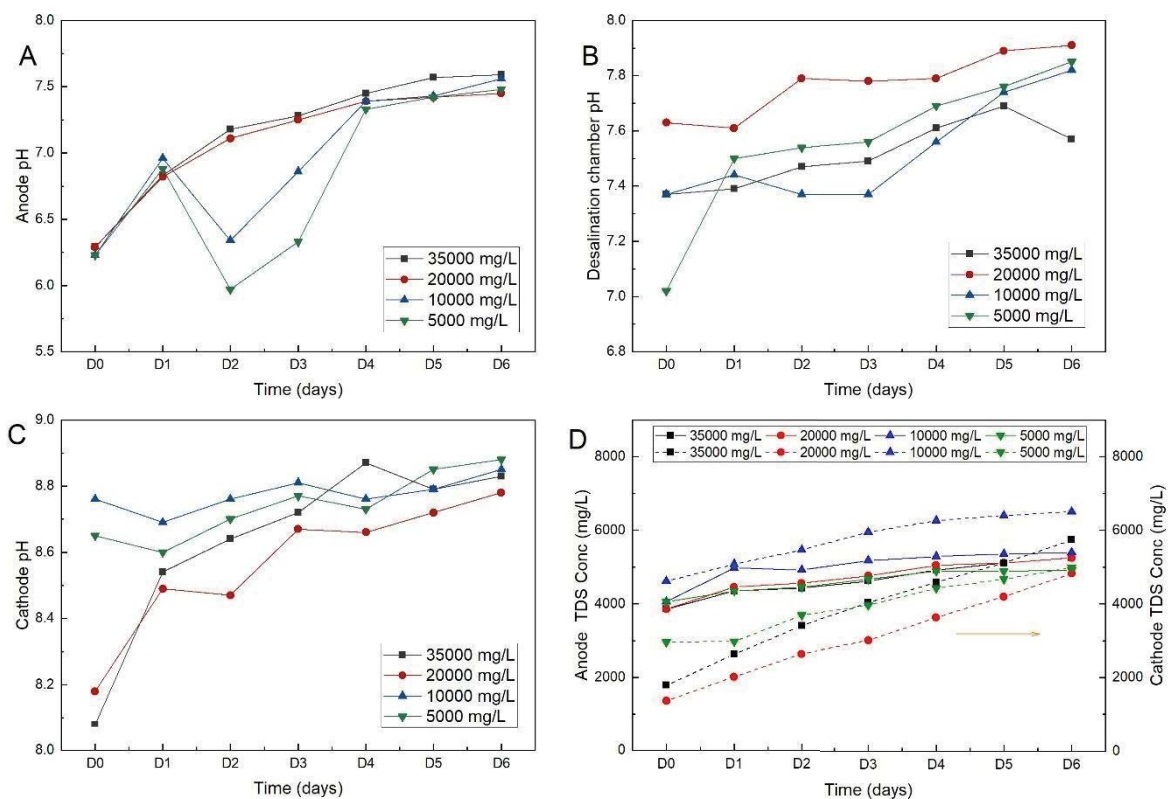 A
Anode pH
8.0
7.5
7.0
6.5
6.0
5.5
35000 mg/L
20000 mg/L
10000 mg/L
5000 mg/L
D0 D1 D2 D3 D4 D5 D6
Time (days)
B
Desalination chamber pH
8.0
7.8
7.6
7.4
7.2
7.0
6.8
35000 mg/L
20000 mg/L
10000 mg/L
5000 mg/L
D0 D1 D2 D3 D4 D5 D6
Time (days)
C
Cathode pH
9.0
8.8
8.6
8.4
8.2
8.0
35000 mg/L
20000 mg/L
10000 mg/L
5000 mg/L
D0 D1 D2 D3 D4 D5 D6
Time (days)
D
35000 mg/L 20000 mg/L 10000 mg/L 5000 mg/L
35000 mg/L 20000 mg/L 10000 mg/L 5000 mg/L
Anode TDS Conc (mg/L)
8000
6000
4000
2000
0
8000
6000
4000
2000
0
Cathode TDS Conc (mg/L)
D0 D1 D2 D3 D4 D5 D6
Time (days)